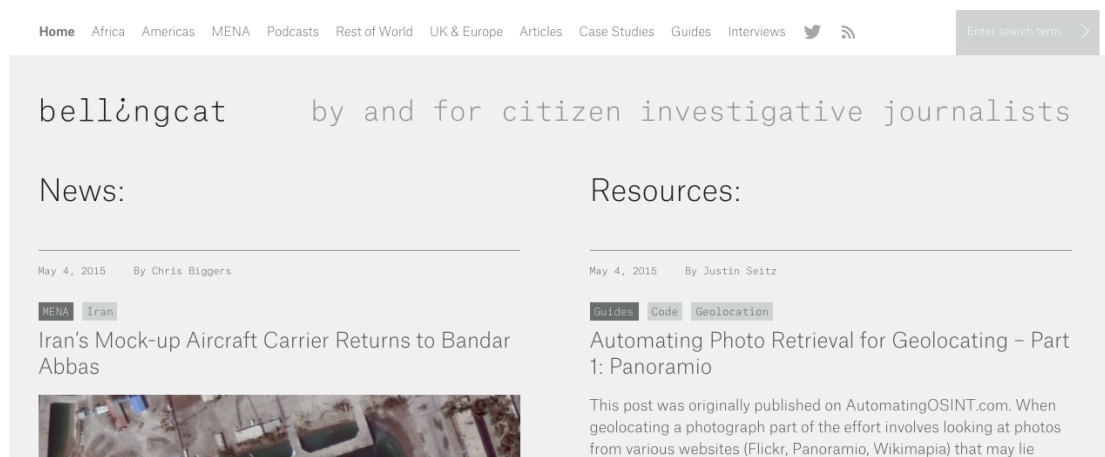 Home Africa Americas MENA Podcasts Rest of World UK & Europe Articles Case Studies Guides Interviews Enter search term
bell¿ngcat by and for citizen investigative journalists
News:
May 4, 2015 By Chris Biggers
MENA Iran
Iran's Mock-up Aircraft Carrier Returns to Bandar
Abbas
Resources:
May 4, 2015 By Justin Seitz
Guides Code Geolocation
Automating Photo Retrieval for Geolocating – Part
1: Panoramio
This post was originally published on AutomatingOSINT.com. When
geolocating a photograph part of the effort involves looking at photos
from various websites (Flickr, Panoramio, Wikimapia) that may lie